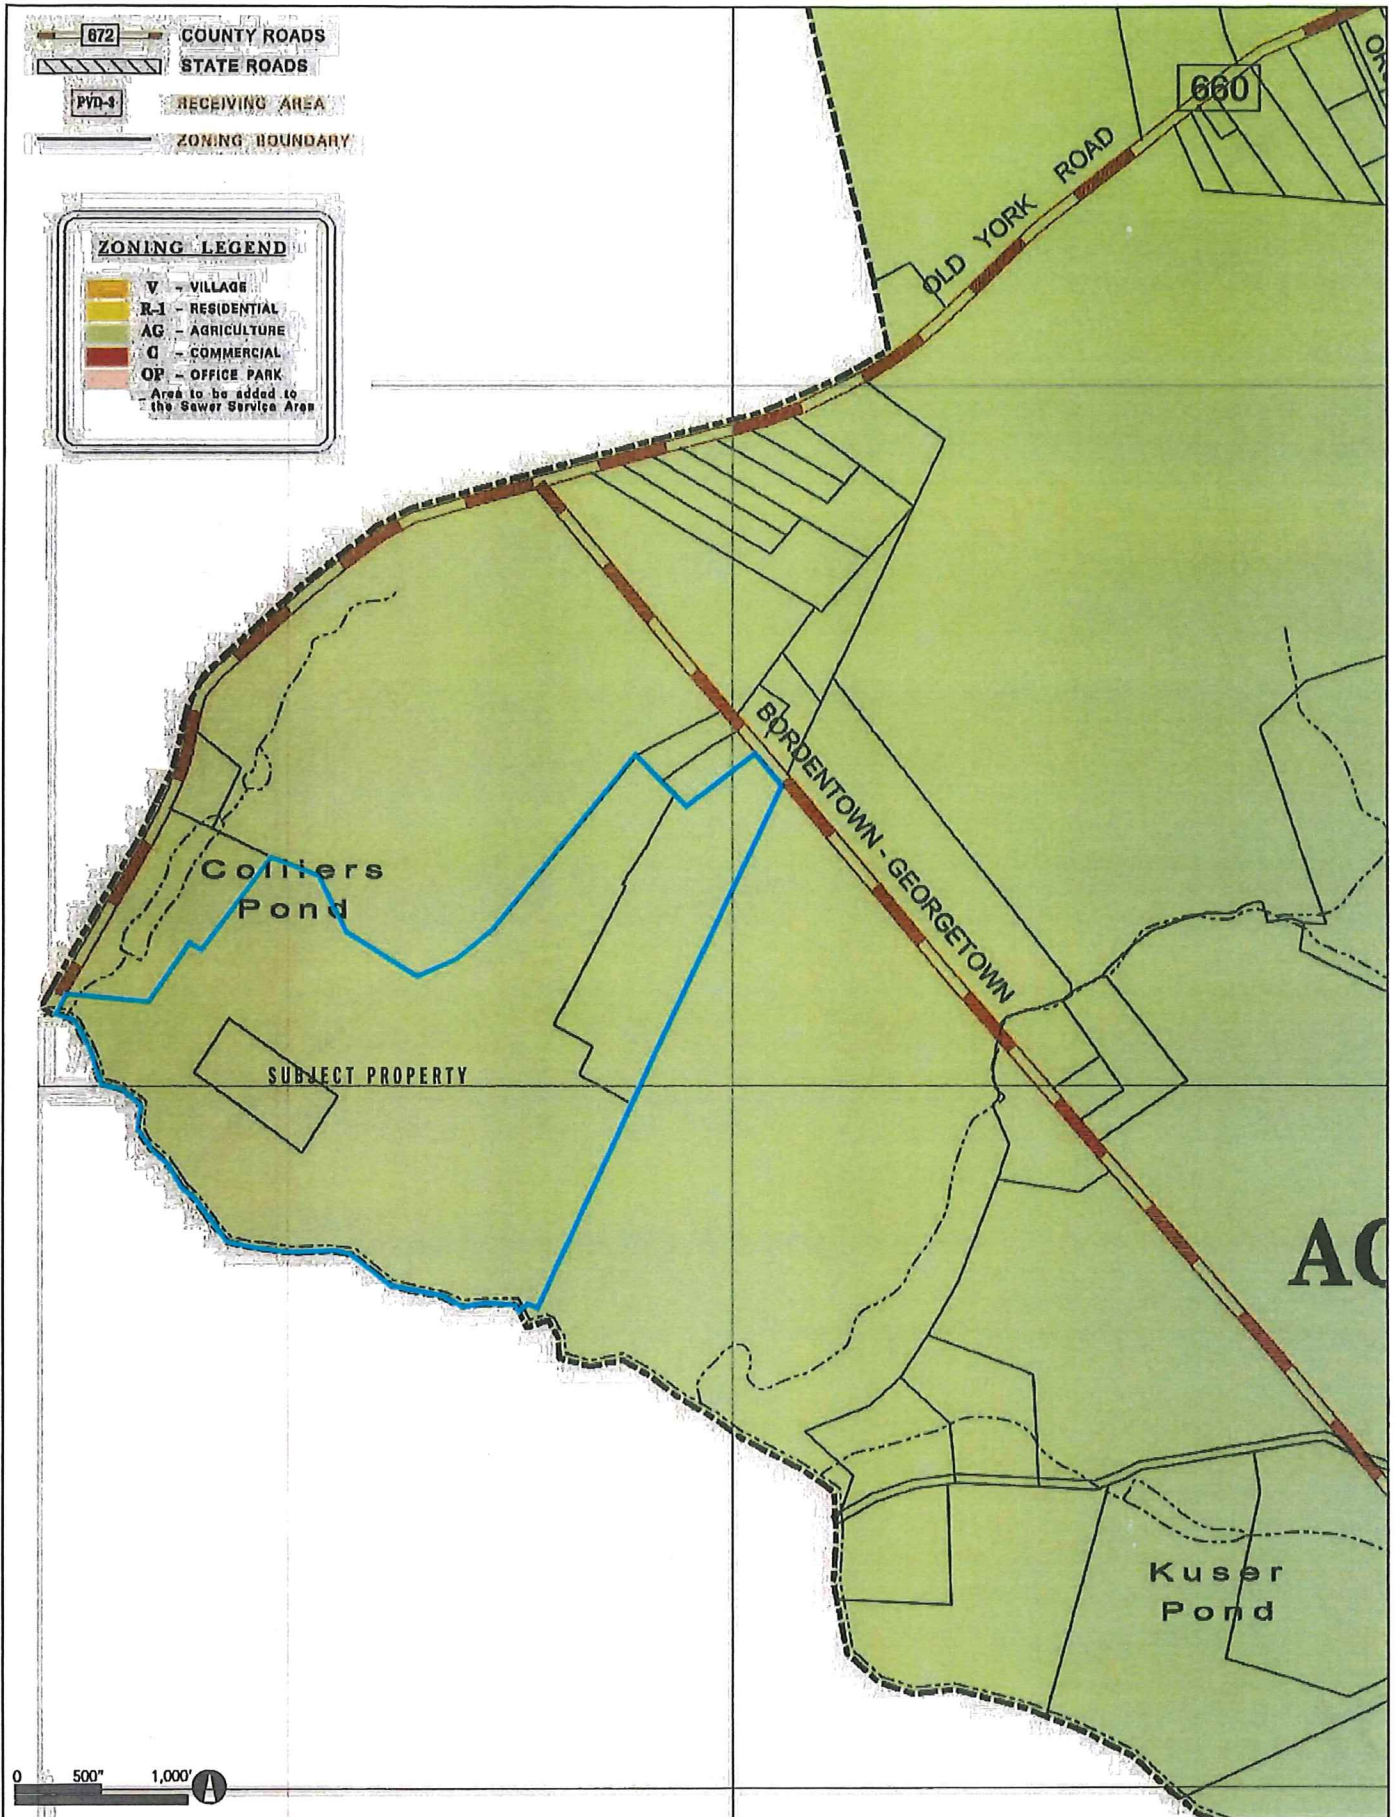 672 COUNTY ROADS
STATE ROADS
PVD-3 RECEIVING AREA
ZONING BOUNDARY
ZONING LEGEND
V - VILLAGE
R-1 - RESIDENTIAL
AG - AGRICULTURE
C - COMMERCIAL
OP - OFFICE PARK
Area to be added to
the Sewer Service Area
660
OLD YORK ROAD
BORDENTOWN - GEORGETOWN
Colliers
Pond
SUBJECT PROPERTY
Kuser
Pond
0 500" 1,000'